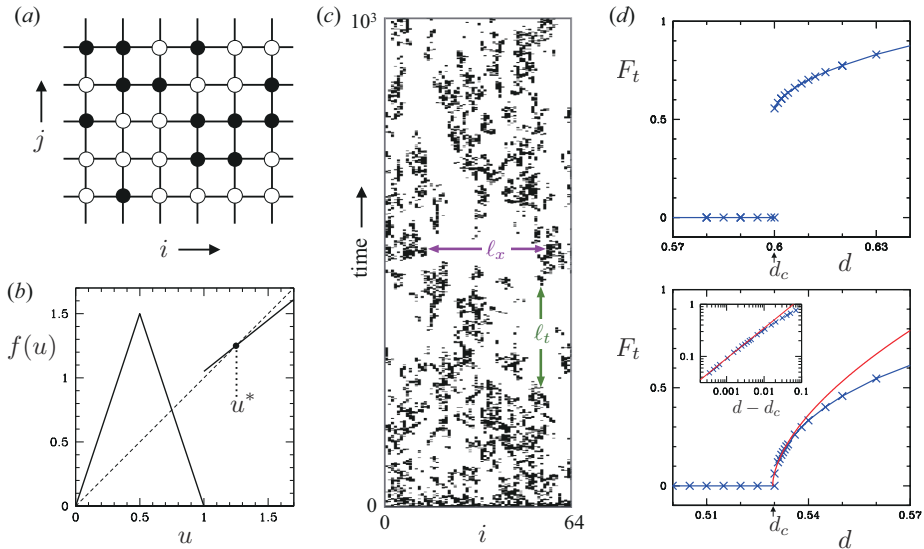 (a)
j
i
(b)
1.5
f(u)
1
0.5
0
u*
0
0.5
1.0
1.5
u
(c)
10³
time
ℓx
ℓt
0
0
i
64
(d)
1
Ft
0.5
0
0.57
0.6
0.63
dc
d
1
Ft
0.5
0
1
0.1
0.001
0.01
0.1
d − dc
0.51
0.54
0.57
dc
d